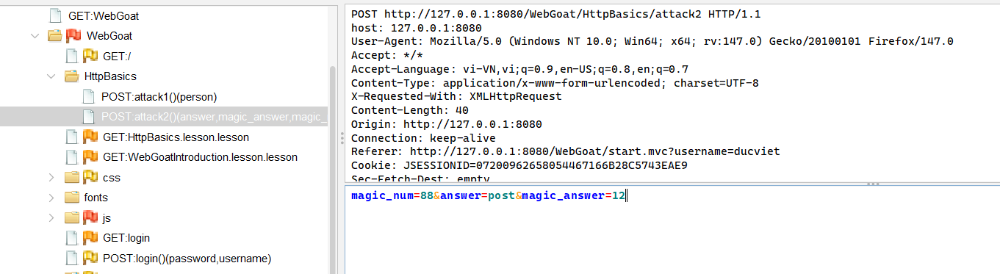 GET:WebGoat
WebGoat
GET:/
HttpBasics
POST:attack1()(person)
POST:attack2()(answer,magic_answer,magic_
GET:HttpBasics.lesson.lesson
GET:WebGoatIntroduction.lesson.lesson
css
fonts
js
GET:login
POST:login()(password,username)
POST http://127.0.0.1:8080/WebGoat/HttpBasics/attack2 HTTP/1.1
host: 127.0.0.1:8080
User-Agent: Mozilla/5.0 (Windows NT 10.0; Win64; x64; rv:147.0) Gecko/20100101 Firefox/147.0
Accept: */*
Accept-Language: vi-VN,vi;q=0.9,en-US;q=0.8,en;q=0.7
Content-Type: application/x-www-form-urlencoded; charset=UTF-8
X-Requested-With: XMLHttpRequest
Content-Length: 40
Origin: http://127.0.0.1:8080
Connection: keep-alive
Referer: http://127.0.0.1:8080/WebGoat/start.mvc?username=ducviet
Cookie: JSESSIONID=07200962658054467166B28C5743EAE9
Sec-Fetch-Dest: empty
magic_num=88&answer=post&magic_answer=12